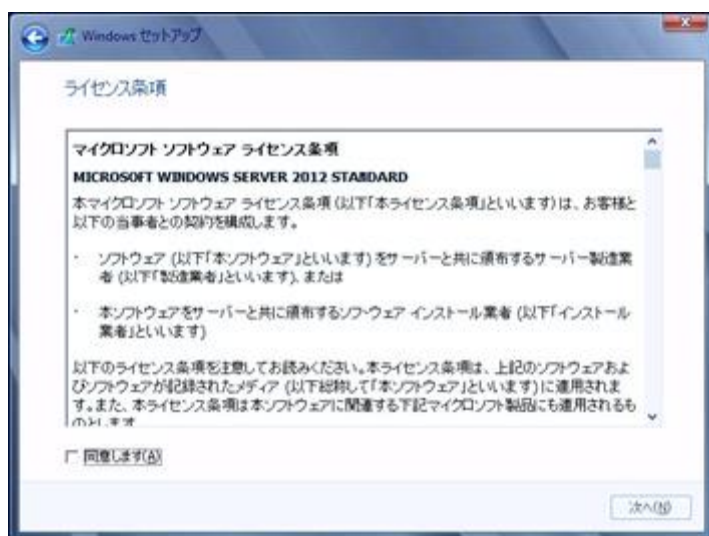 Windows セットアップ
ライセンス条項
マイクロソフト ソフトウェア ライセンス条項
MICROSOFT WINDOWS SERVER 2012 STANDARD
本マイクロソフト ソフトウェア ライセンス条項 (以下「本ライセンス条項」といいます) は、お客様と
以下の当事者との契約を構成します。
· ソフトウェア (以下「本ソフトウェア」といいます) をサーバーと共に頒布するサーバー製造業
者 (以下「製造業者」といいます)、または
· 本ソフトウェアをサーバーと共に頒布するソフトウェア インストール業者 (以下「インストール
業者」といいます)
以下のライセンス条項を注意してお読みください。本ライセンス条項は、上記のソフトウェアおよ
びソフトウェアが記録されたメディア (以下総称して「本ソフトウェア」といいます) に適用されま
す。また、本ライセンス条項は本ソフトウェアに関連する下記マイクロソフト製品にも適用されるも
のとします
同意します(A)
次へ(N)